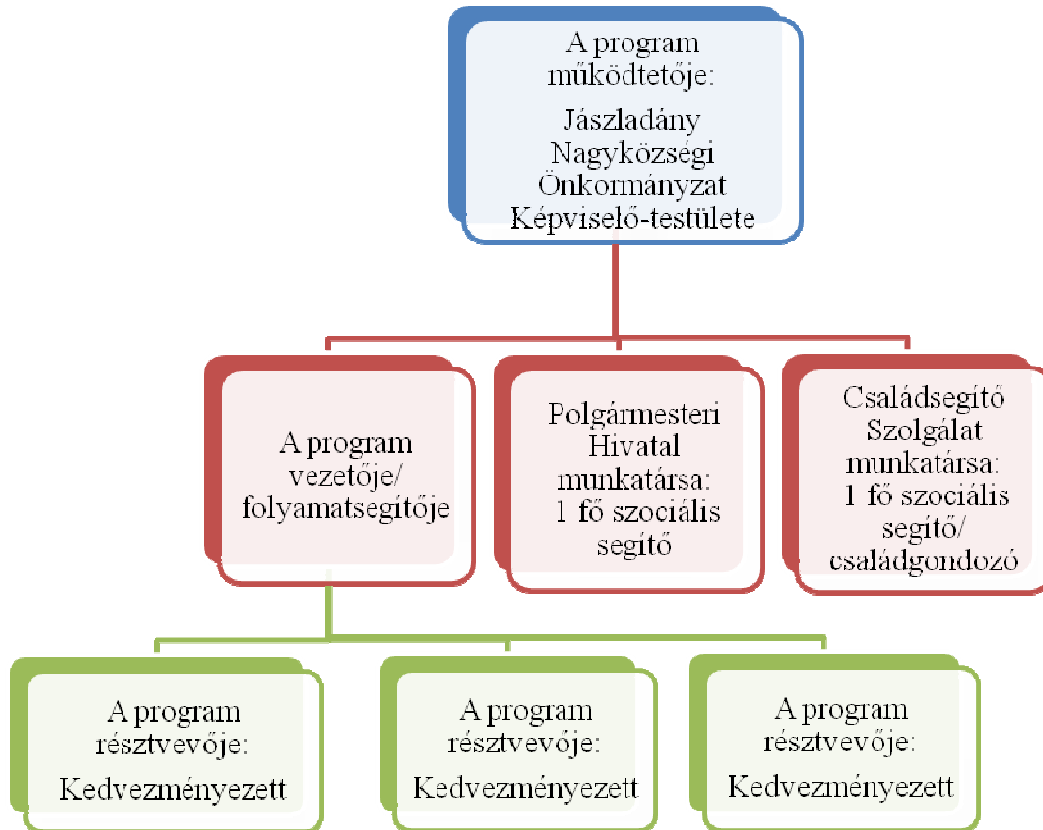 A program
működtetője:
Jászladány
Nagyközségi
Önkormányzat
Képviselő-testülete
A program
vezetője/
folyamatsegítője
Polgármesteri
Hivatal
munkatársa:
1 fő szociális
segítő
Családsegítő
Szolgálat
munkatársa:
1 fő szociális
segítő/
családgondozó
A program
résztvevője:
Kedvezményezett
A program
résztvevője:
Kedvezményezett
A program
résztvevője:
Kedvezményezett